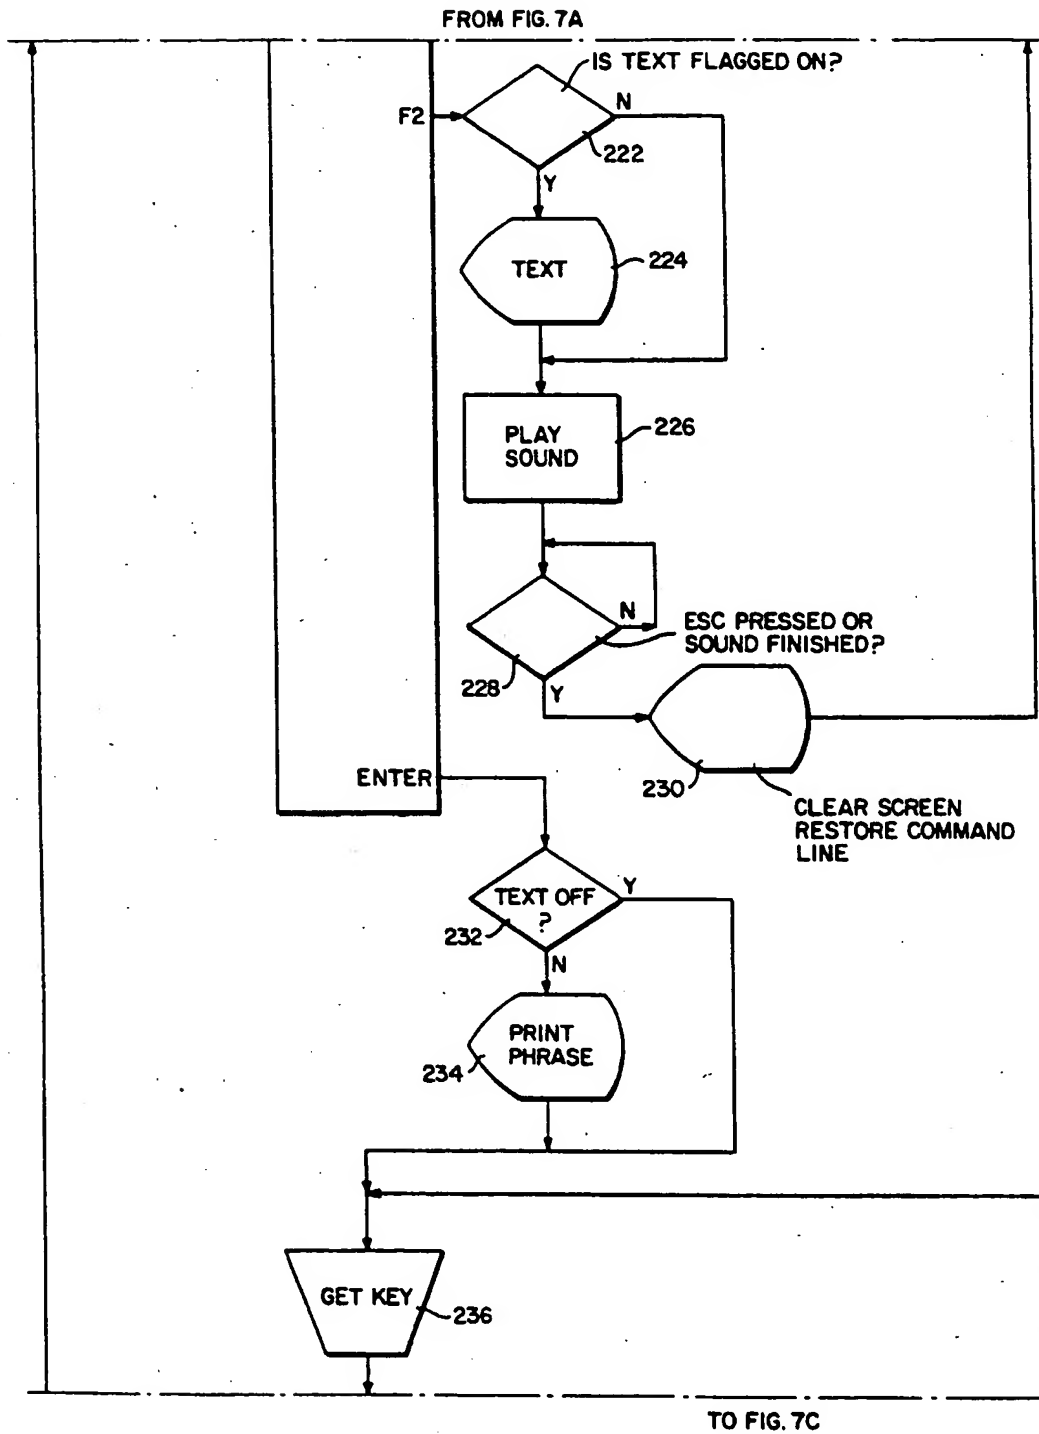 FROM FIG. 7A
IS TEXT FLAGGED ON?
F2
N
222
Y
TEXT
224
PLAY
SOUND
226
N
ESC PRESSED OR
SOUND FINISHED?
228
Y
230
CLEAR SCREEN
RESTORE COMMAND
LINE
ENTER
TEXT OFF
?
Y
232
N
PRINT
PHRASE
234
GET KEY
236
TO FIG. 7C